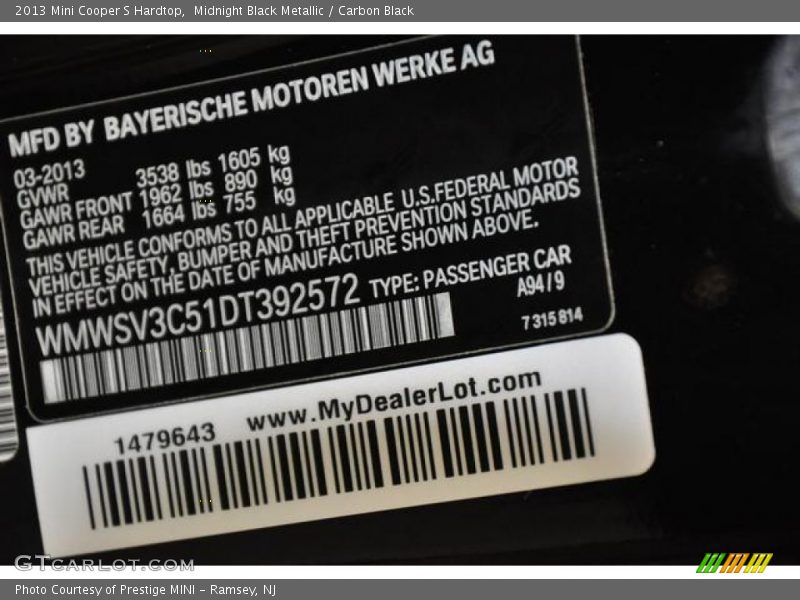 2013 Mini Cooper S Hardtop, Midnight Black Metallic / Carbon Black
MFD BY BAYERISCHE MOTOREN WERKE AG
03-2013
GVWR 3538 lbs 1605 kg
GAWR FRONT 1962 lbs 890 kg
GAWR REAR 1664 lbs 755 kg
THIS VEHICLE CONFORMS TO ALL APPLICABLE U.S.FEDERAL MOTOR
VEHICLE SAFETY, BUMPER AND THEFT PREVENTION STANDARDS
IN EFFECT ON THE DATE OF MANUFACTURE SHOWN ABOVE.
WMWSV3C51DT392572 TYPE: PASSENGER CAR
A94/9
7315814
1479643 www.MyDealerLot.com
GTCARLOT.COM
Photo Courtesy of Prestige MINI - Ramsey, NJ